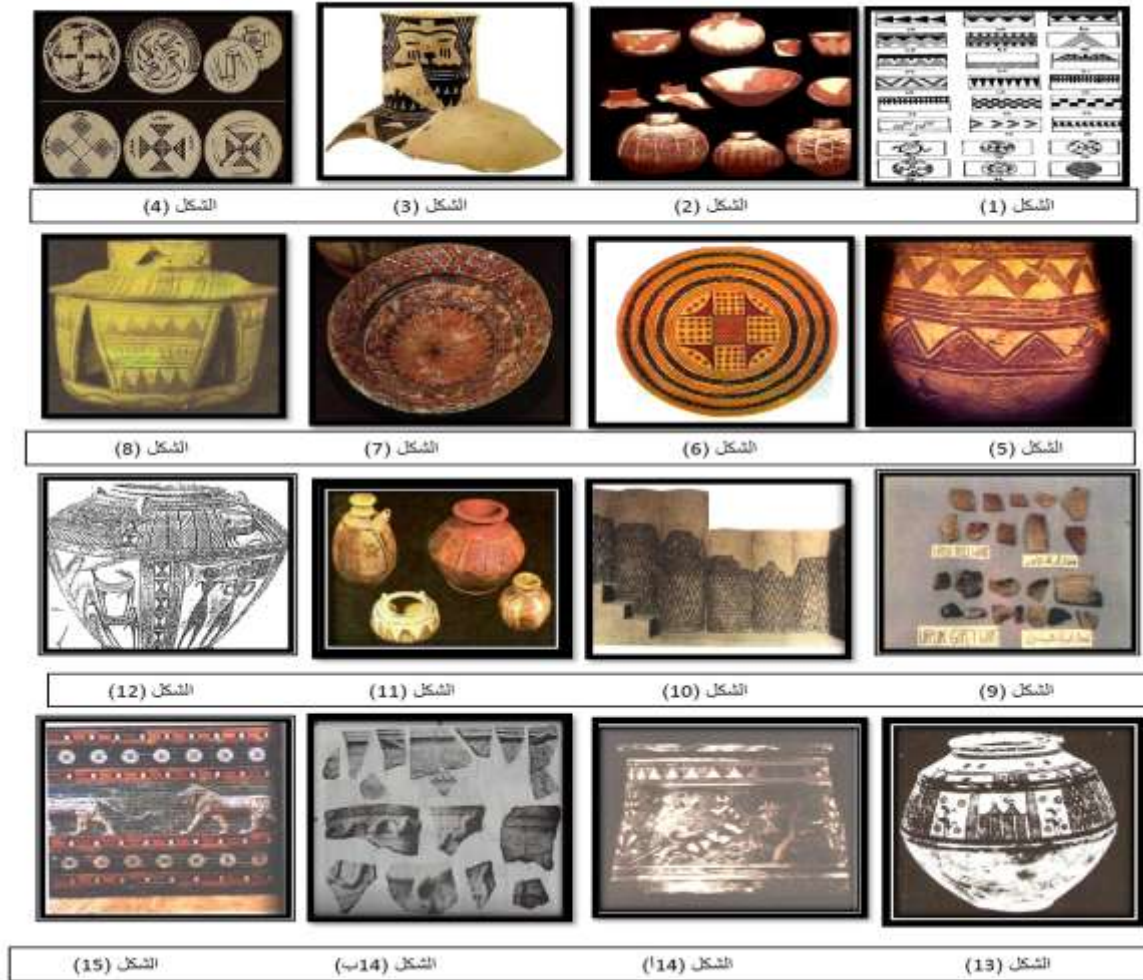 الشكل (1) الشكل (2) الشكل (3) الشكل (4)
الشكل (5) الشكل (6) الشكل (7) الشكل (8)
الشكل (9) الشكل (10) الشكل (11) الشكل (12)
الشكل (13) الشكل (14أ) الشكل (14ب) الشكل (15)